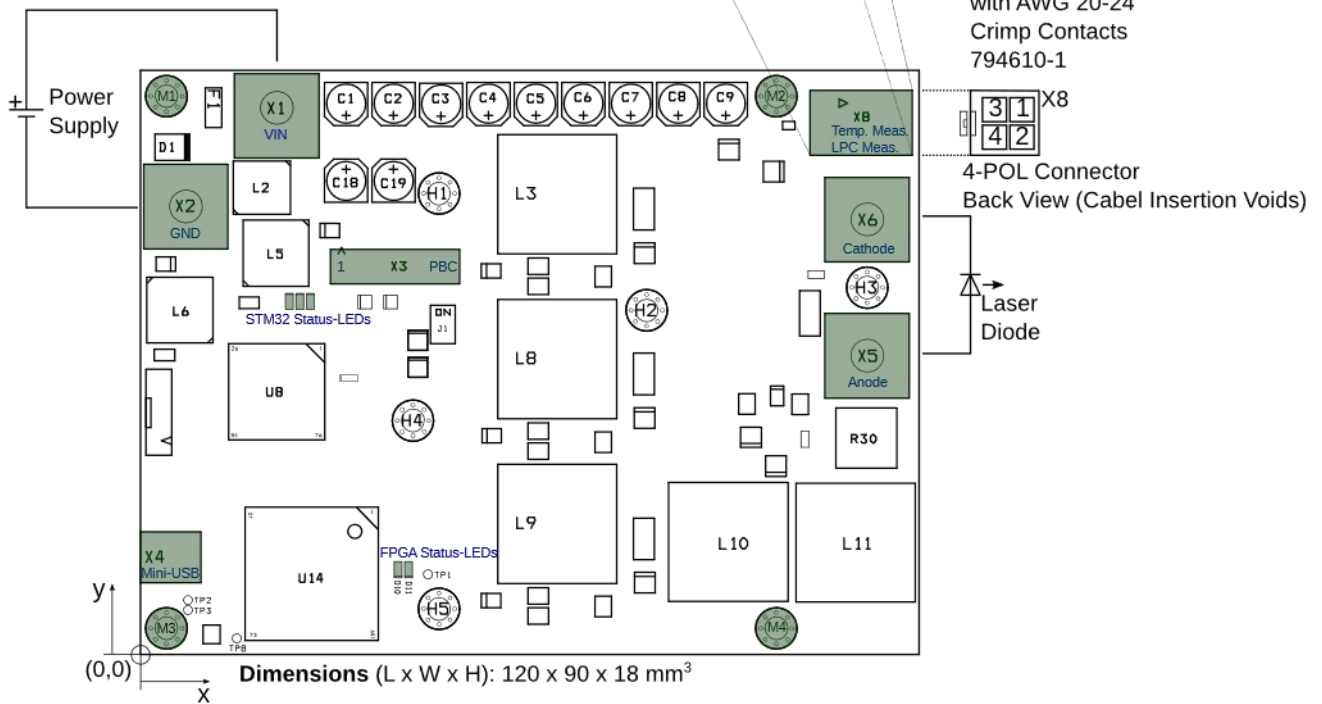 with AWG 20-24
Crimp Contacts
794610-1
Power
Supply
+
M1
F1
X1
VIN
C1 C2 C3 C4 C5 C6 C7 C8 C9
+ + + + + + + + +
M2
X8
Temp. Meas.
LPC Meas.
3 1
4 2
X8
4-POL Connector
Back View (Cabel Insertion Voids)
D1
X2
GND
L2
+ +
C18 C19
H1
L3
X6
Cathode
L5
1 X3 PBC
H3
Laser
Diode
L6
STM32 Status-LEDs
ON
J1
H2
L8
X5
Anode
U8
H4
R30
L9
L10
L11
X4
Mini-USB
U14
FPGA Status-LEDs
D10 D11
TP1
H5
TP2
TP3
M3
TP8
M4
y
(0,0)
x
Dimensions (L x W x H): 120 x 90 x 18 mm³